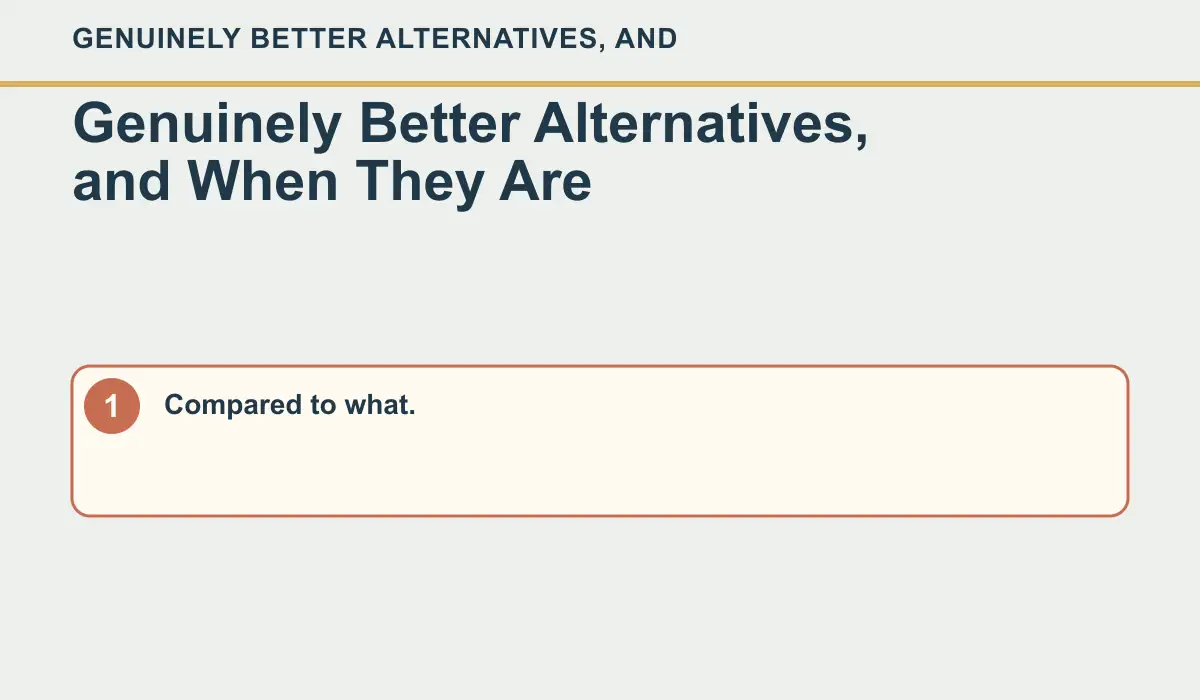 GENUINELY BETTER ALTERNATIVES, AND
Genuinely Better Alternatives,
and When They Are
1
Compared to what.